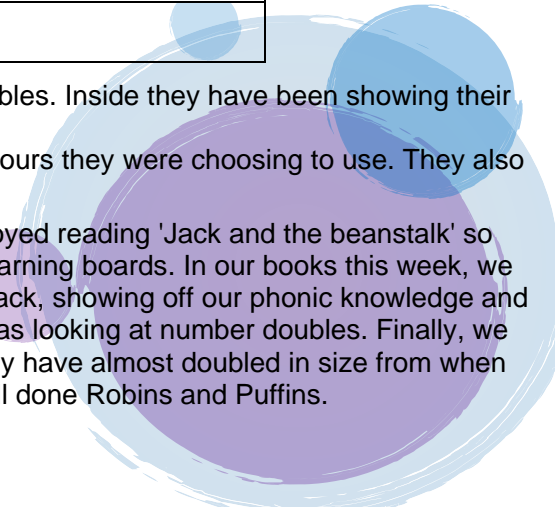 bles. Inside they have been showing their
ours they were choosing to use. They also
oyed reading 'Jack and the beanstalk' so
arning boards. In our books this week, we
ack, showing off our phonic knowledge and
as looking at number doubles. Finally, we
y have almost doubled in size from when
l done Robins and Puffins.